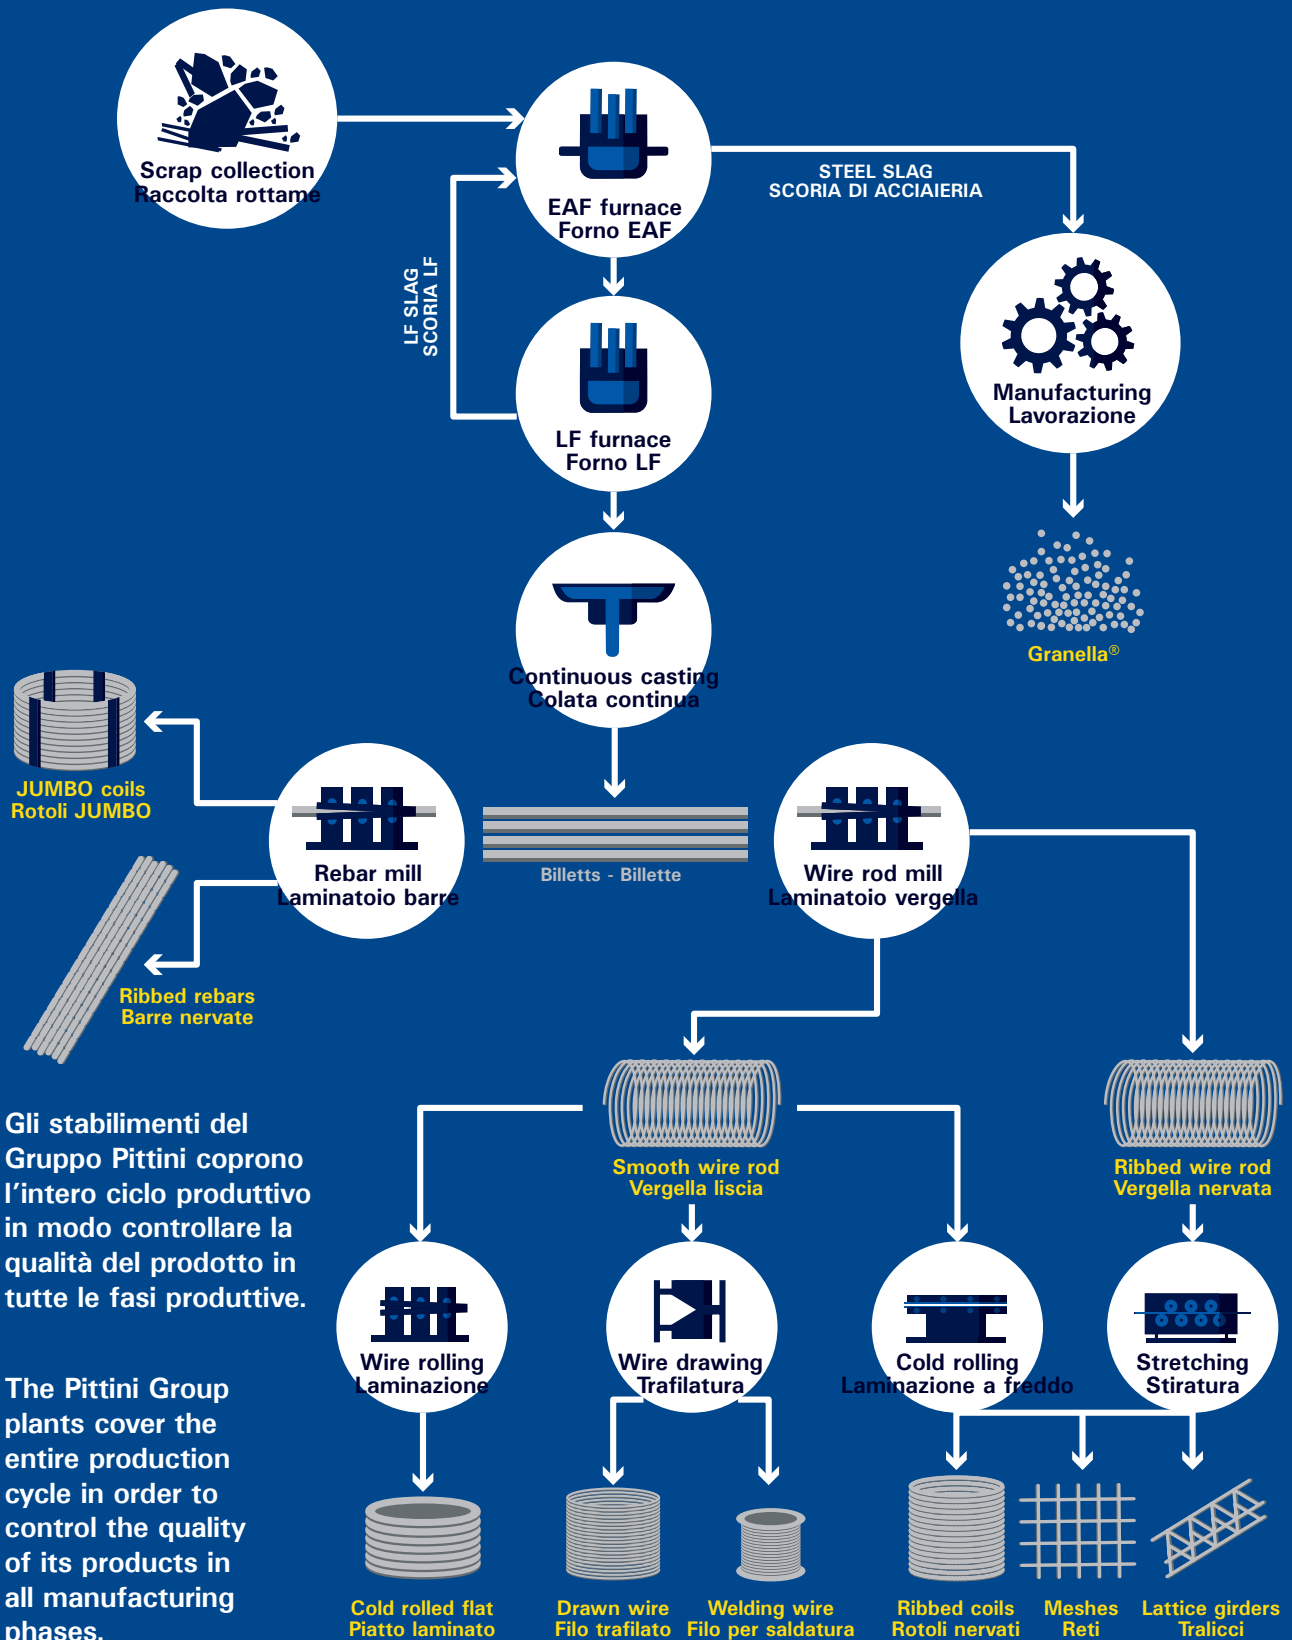 Scrap collection
Raccolta rottame
EAF furnace
Forno EAF
STEEL SLAG
SCORIA DI ACCIAIERIA
LF SLAG
SCORIA LF
Manufacturing
Lavorazione
LF furnace
Forno LF
Granella®
Continuous casting
Colata continua
JUMBO coils
Rotoli JUMBO
Rebar mill
Laminatoio barre
Billetts - Billette
Wire rod mill
Laminatoio vergella
Ribbed rebars
Barre nervate
Smooth wire rod
Vergella liscia
Ribbed wire rod
Vergella nervata
Gli stabilimenti del
Gruppo Pittini coprono
l’intero ciclo produttivo
in modo controllare la
qualità del prodotto in
tutte le fasi produttive.
The Pittini Group
plants cover the
entire production
cycle in order to
control the quality
of its products in
all manufacturing
phases.
Wire rolling
Laminazione
Wire drawing
Trafilatura
Cold rolling
Laminazione a freddo
Stretching
Stiratura
Cold rolled flat
Piatto laminato
Drawn wire
Filo trafilato
Welding wire
Filo per saldatura
Ribbed coils
Rotoli nervati
Meshes
Reti
Lattice girders
Tralicci